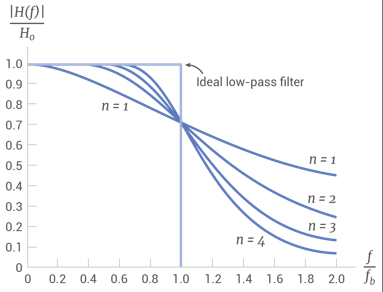 |H(f)|
H₀
1.0
0.9
0.8
0.7
0.6
0.5
0.4
0.3
0.2
0.1
0
Ideal low-pass filter
n = 1
n = 1
n = 2
n = 3
n = 4
0 0.2 0.4 0.6 0.8 1.0 1.2 1.4 1.6 1.8 2.0
f
f_b